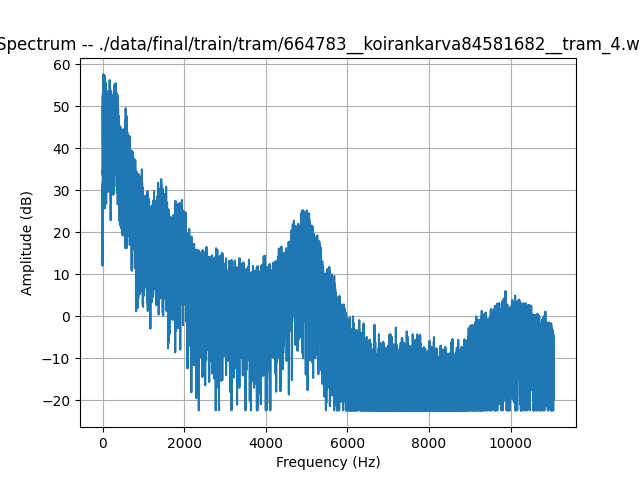 Spectrum -- ./data/final/train/tram/664783__koirankarva84581682__tram_4.w
60
50
40
30
20
10
0
−10
−20
Amplitude (dB)
0 2000 4000 6000 8000 10000
Frequency (Hz)